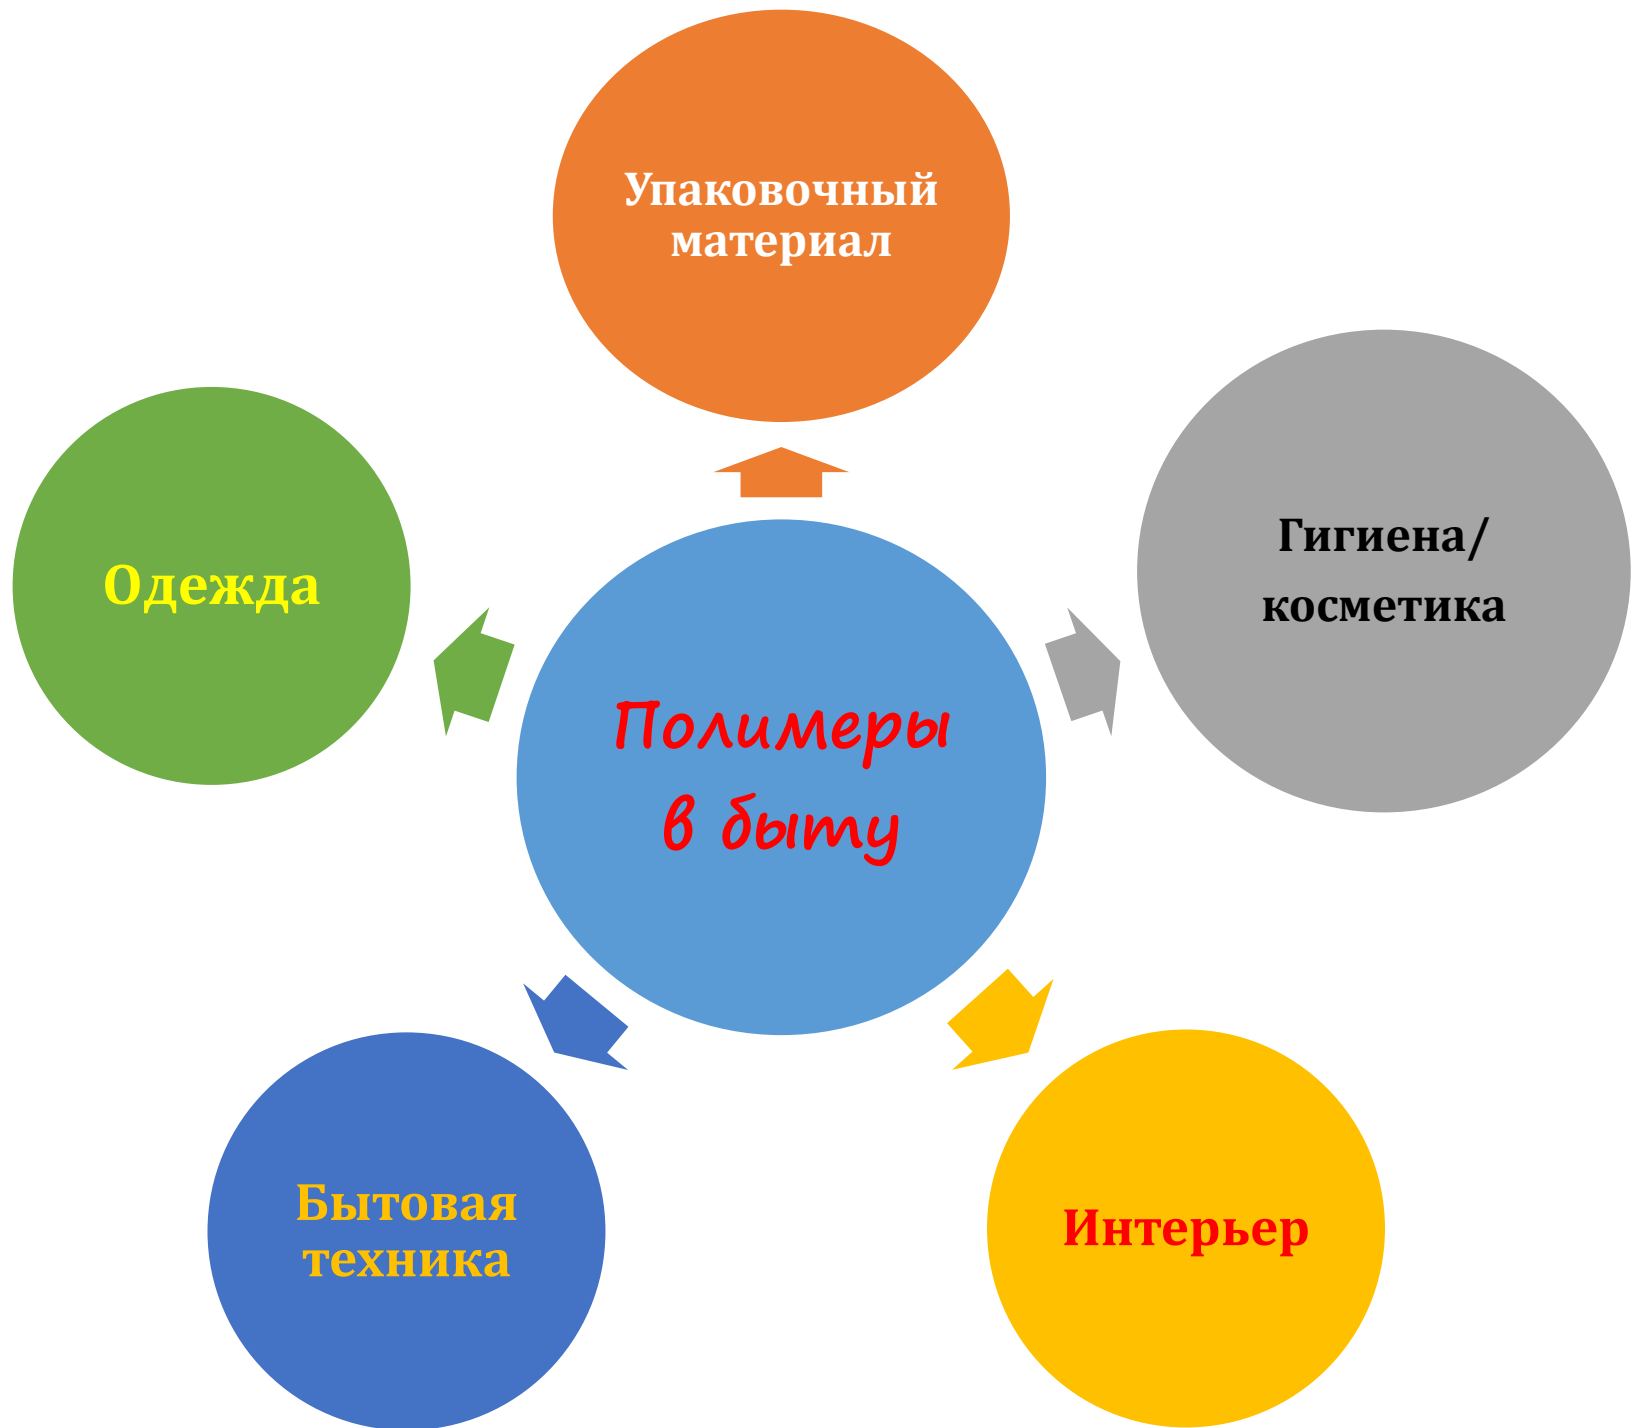 Упаковочный
материал
Гигиена/
косметика
Одежда
Полимеры
в быту
Бытовая
техника
Интерьер